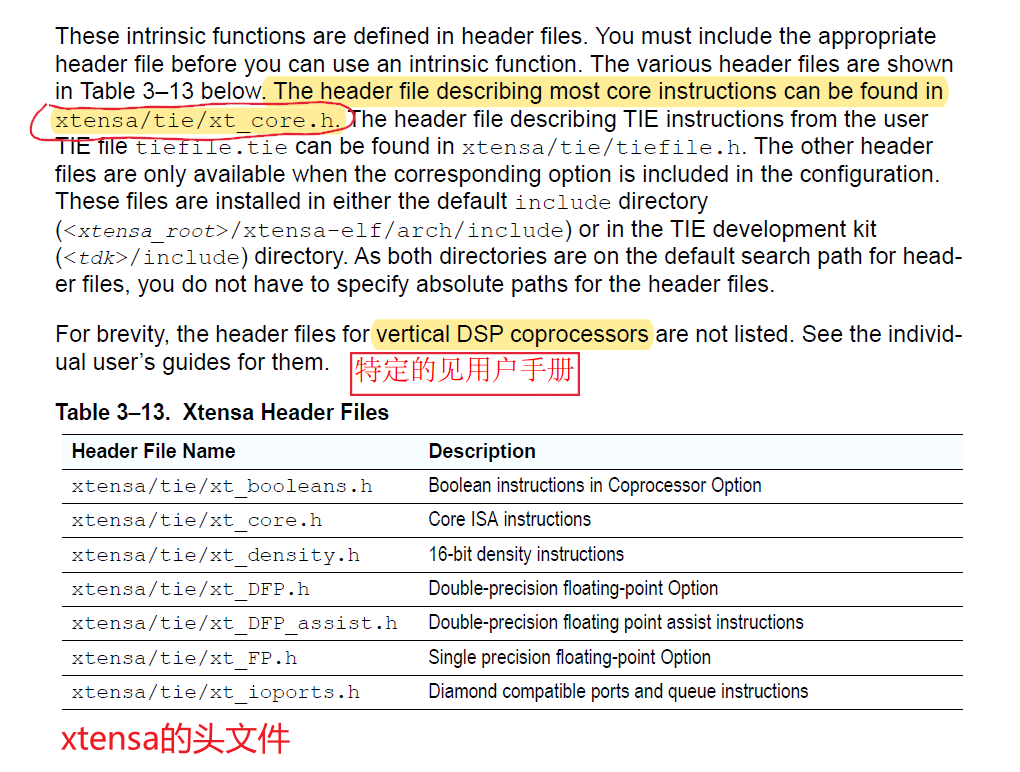 These intrinsic functions are defined in header files. You must include the appropriate
header file before you can use an intrinsic function. The various header files are shown
in Table 3–13 below. The header file describing most core instructions can be found in
xtensa/tie/xt_core.h. The header file describing TIE instructions from the user
TIE file tiefile.tie can be found in xtensa/tie/tiefile.h. The other header
files are only available when the corresponding option is included in the configuration.
These files are installed in either the default include directory
(<xtensa_root>/xtensa-elf/arch/include) or in the TIE development kit
(<tdk>/include) directory. As both directories are on the default search path for head-
er files, you do not have to specify absolute paths for the header files.
For brevity, the header files for vertical DSP coprocessors are not listed. See the individ-
ual user’s guides for them.
特定的见用户手册
Table 3–13. Xtensa Header Files
Header File Name Description
xtensa/tie/xt_booleans.h Boolean instructions in Coprocessor Option
xtensa/tie/xt_core.h Core ISA instructions
xtensa/tie/xt_density.h 16-bit density instructions
xtensa/tie/xt_DFP.h Double-precision floating-point Option
xtensa/tie/xt_DFP_assist.h Double-precision floating point assist instructions
xtensa/tie/xt_FP.h Single precision floating-point Option
xtensa/tie/xt_ioports.h Diamond compatible ports and queue instructions
xtensa的头文件